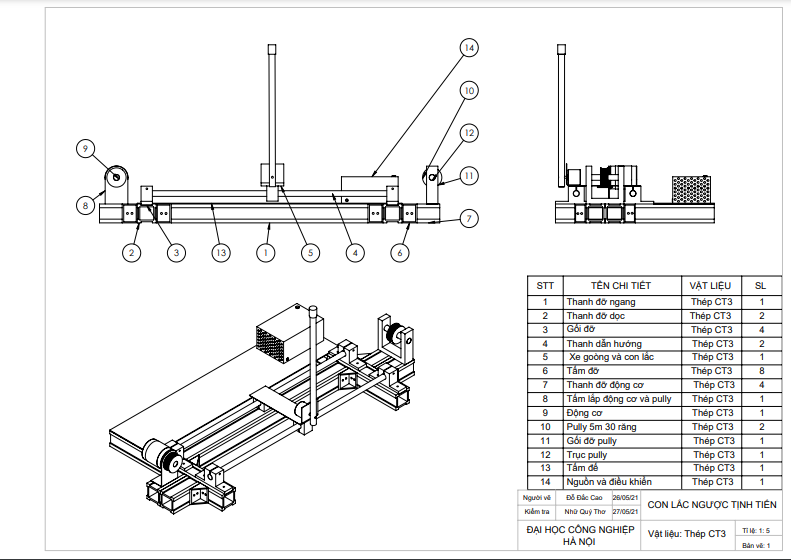 14
10
12
9
11
8
7
2
3
13
1
5
4
6
STT TÊN CHI TIẾT VẬT LIỆU SL
1 Thanh đỡ ngang Thép CT3 1
2 Thanh đỡ dọc Thép CT3 2
3 Gối đỡ Thép CT3 4
4 Thanh dẫn hướng Thép CT3 2
5 Xe goòng và con lắc Thép CT3 1
6 Tấm đỡ Thép CT3 8
7 Thanh đỡ động cơ Thép CT3 4
8 Tấm lắp động cơ và pully Thép CT3 1
9 Động cơ Thép CT3 1
10 Pully 5m 30 răng Thép CT3 2
11 Gối đỡ pully Thép CT3 1
12 Trục pully Thép CT3 1
13 Tấm đế Thép CT3 1
14 Nguồn và điều khiển Thép CT3 1
Người vẽ Đỗ Đắc Cao 26/05/21
Kiểm tra Nhữ Quý Thơ 27/05/21
CON LẮC NGƯỢC TỊNH TIẾN
ĐẠI HỌC CÔNG NGHIỆP
HÀ NỘI
Vật liệu: Thép CT3
Tỉ lệ: 1: 5
Bản vẽ: 1